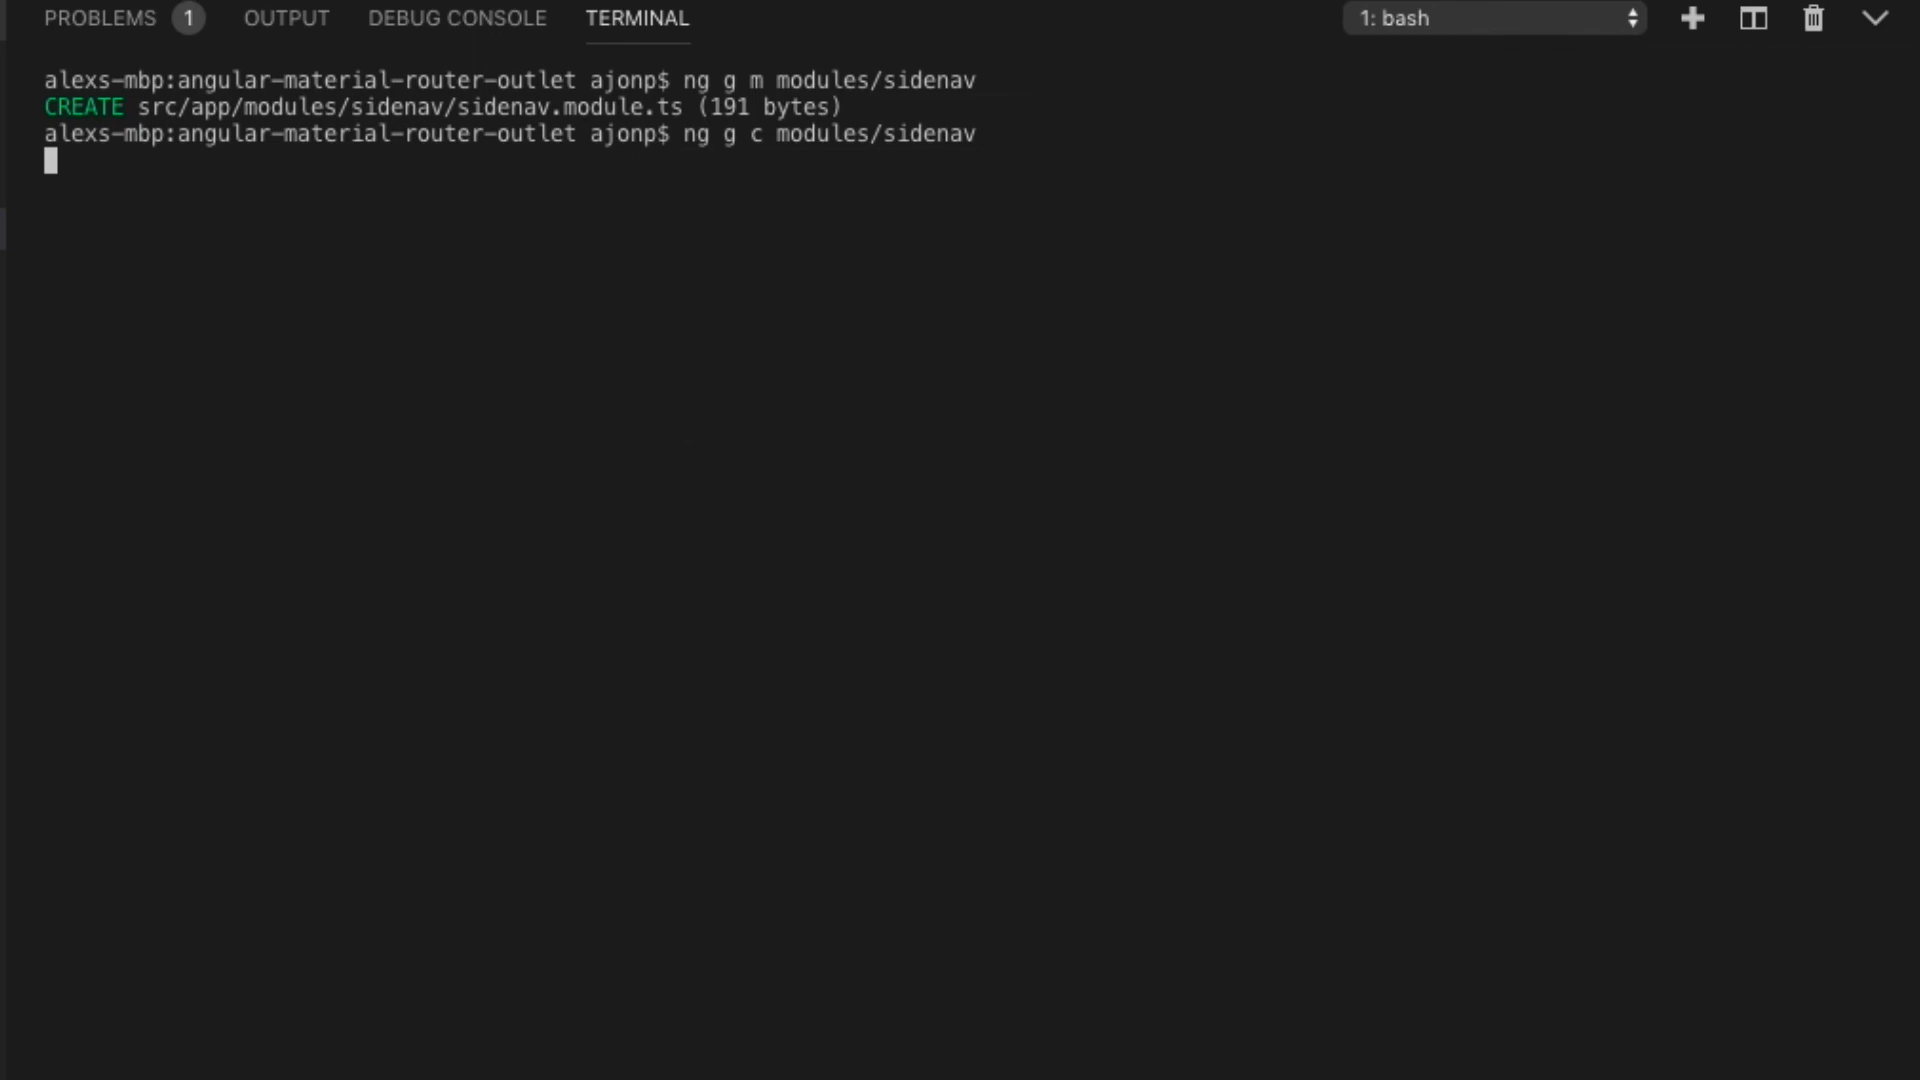 PROBLEMS 1 OUTPUT DEBUG CONSOLE TERMINAL 1: bash
alexs-mbp:angular-material-router-outlet ajonp$ ng g m modules/sidenav
CREATE src/app/modules/sidenav/sidenav.module.ts (191 bytes)
alexs-mbp:angular-material-router-outlet ajonp$ ng g c modules/sidenav